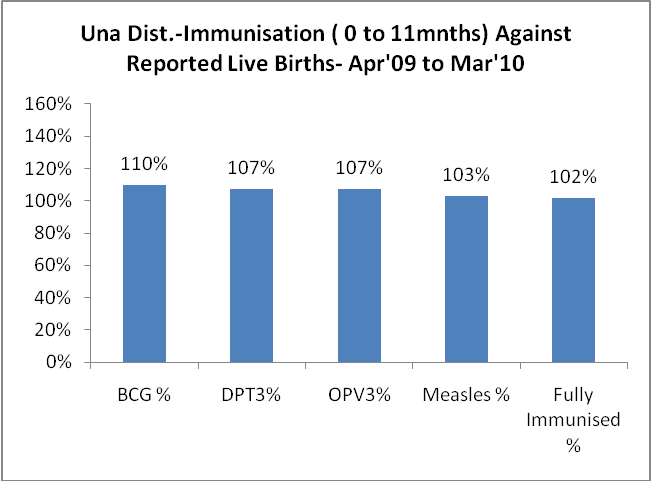 Una Dist.-Immunisation ( 0 to 11mnths) Against
Reported Live Births- Apr'09 to Mar'10
160%
140%
120%
100%
80%
60%
40%
20%
0%
110%
107%
107%
103%
102%
BCG %
DPT3%
OPV3%
Measles %
Fully
Immunised
%